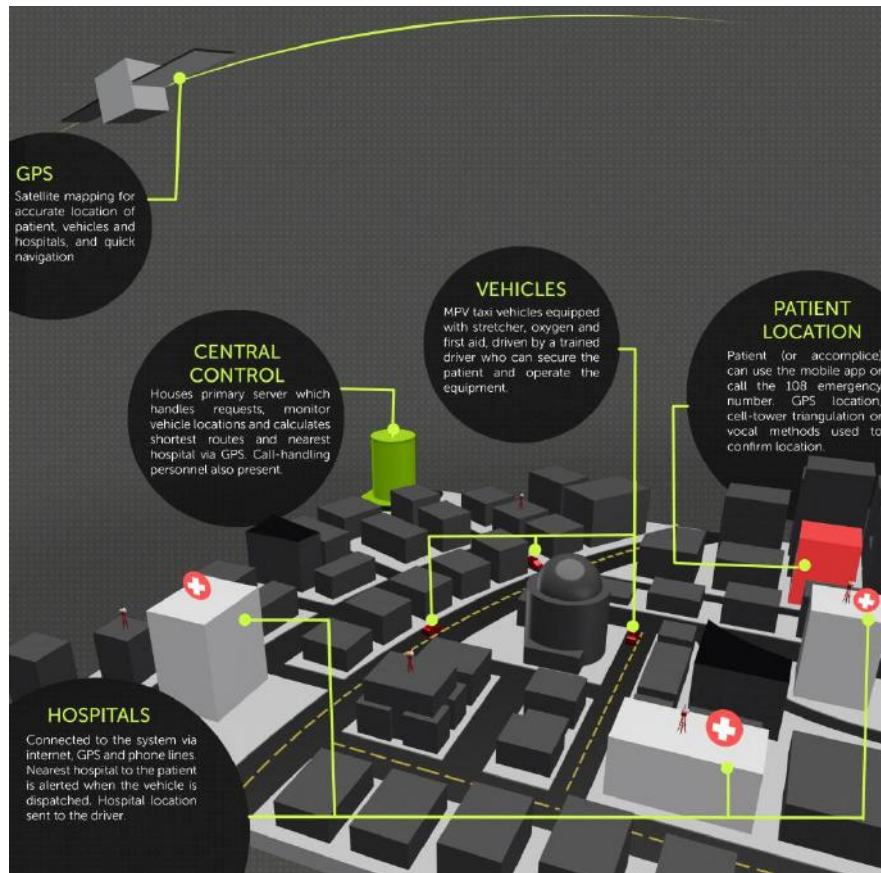 GPS
Satellite mapping for
accurate location of
patient, vehicles and
hospitals, and quick
navigation
VEHICLES
MPV taxi vehicles equipped
with stretcher, oxygen and
first aid, driven by a trained
driver who can secure the
patient and operate the
equipment.
PATIENT
LOCATION
Patient (or accomplice)
can use the mobile app or
call the 108 emergency
number. GPS location,
cell-tower triangulation or
vocal methods used to
confirm location.
CENTRAL
CONTROL
Houses primary server which
handles requests, monitor
vehicle locations and calculates
shortest routes and nearest
hospital via GPS. Call-handling
personnel also present.
HOSPITALS
Connected to the system via
internet, GPS and phone lines.
Nearest hospital to the patient
is alerted when the vehicle is
dispatched. Hospital location
sent to the driver.